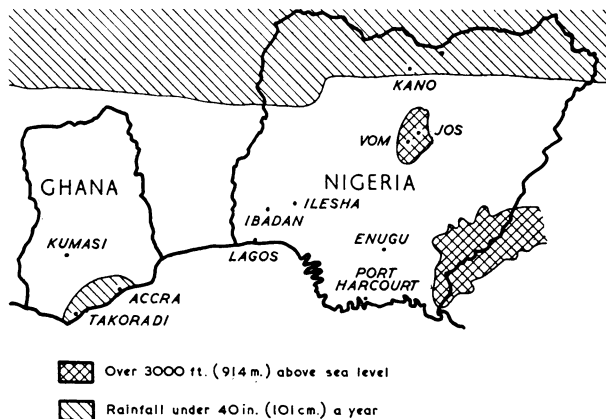 KANO
VOM
JOS
GHANA
NIGERIA
ILESHA
IBADAN
KUMASI
ENUGU
LAGOS
PORT
HARCOURT
ACCRA
TAKORADI
Over 3000 ft. (914 m.) above sea level
Rainfall under 40 in. (101 cm.) a year